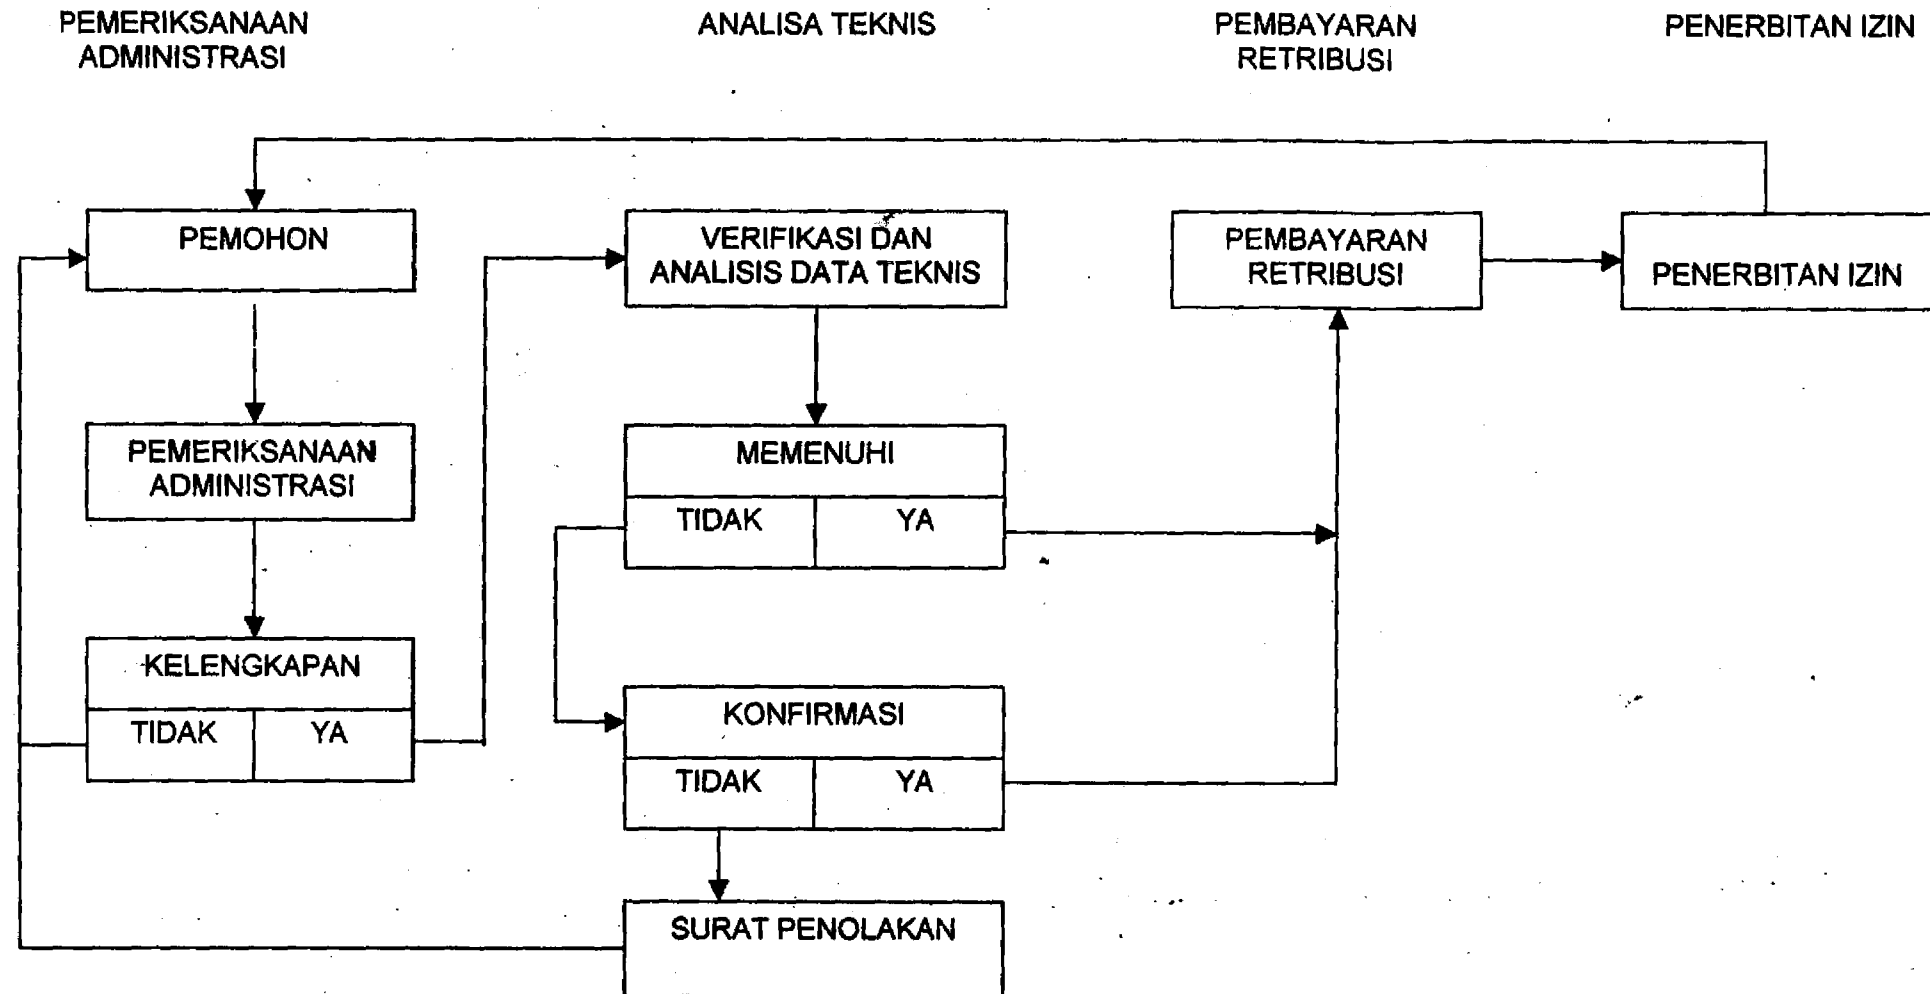 PEMERIKSANAAN
ADMINISTRASI
ANALISA TEKNIS
PEMBAYARAN
RETRIBUSI
PENERBITAN IZIN
PEMOHON
VERIFIKASI DAN
ANALISIS DATA TEKNIS
PEMBAYARAN
RETRIBUSI
PENERBITAN IZIN
PEMERIKSANAAN
ADMINISTRASI
MEMENUHI
TIDAK
YA
KELENGKAPAN
TIDAK
YA
KONFIRMASI
TIDAK
YA
SURAT PENOLAKAN